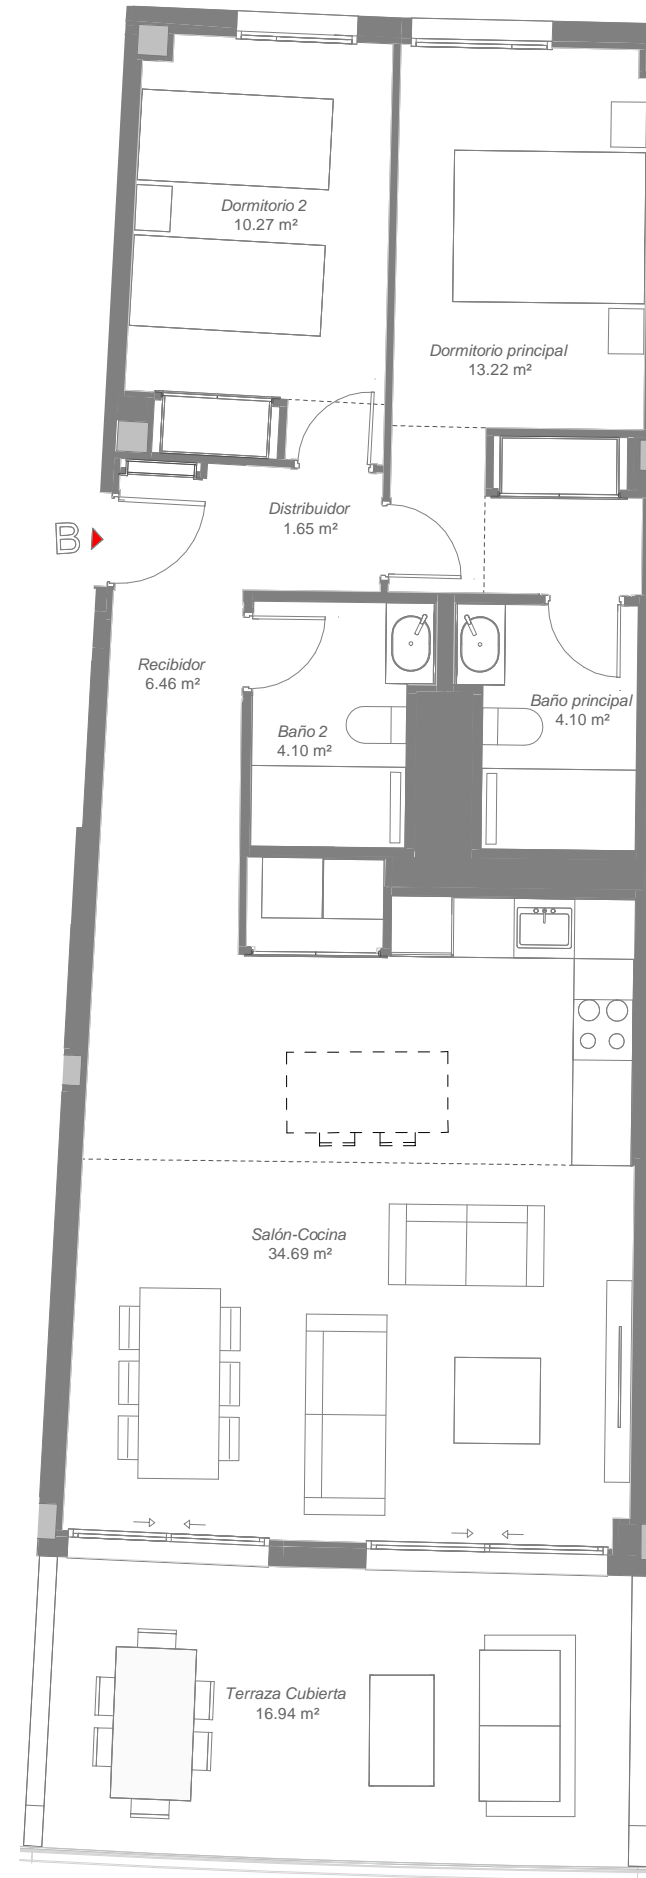 Dormitorio 2
10.27 m²
Dormitorio principal
13.22 m²
Distribuidor
1.65 m²
B
Recibidor
6.46 m²
Baño principal
4.10 m²
Baño 2
4.10 m²
Salón-Cocina
34.69 m²
Terraza Cubierta
16.94 m²